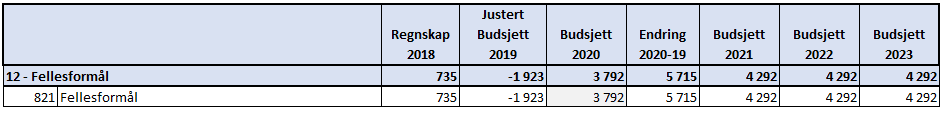 Regnskap 2018 Justert Budsjett 2019 Budsjett 2020 Endring 2020-19 Budsjett 2021 Budsjett 2022 Budsjett 2023
12 - Fellesformål 735 -1 923 3 792 5 715 4 292 4 292 4 292
821 Fellesformål 735 -1 923 3 792 5 715 4 292 4 292 4 292